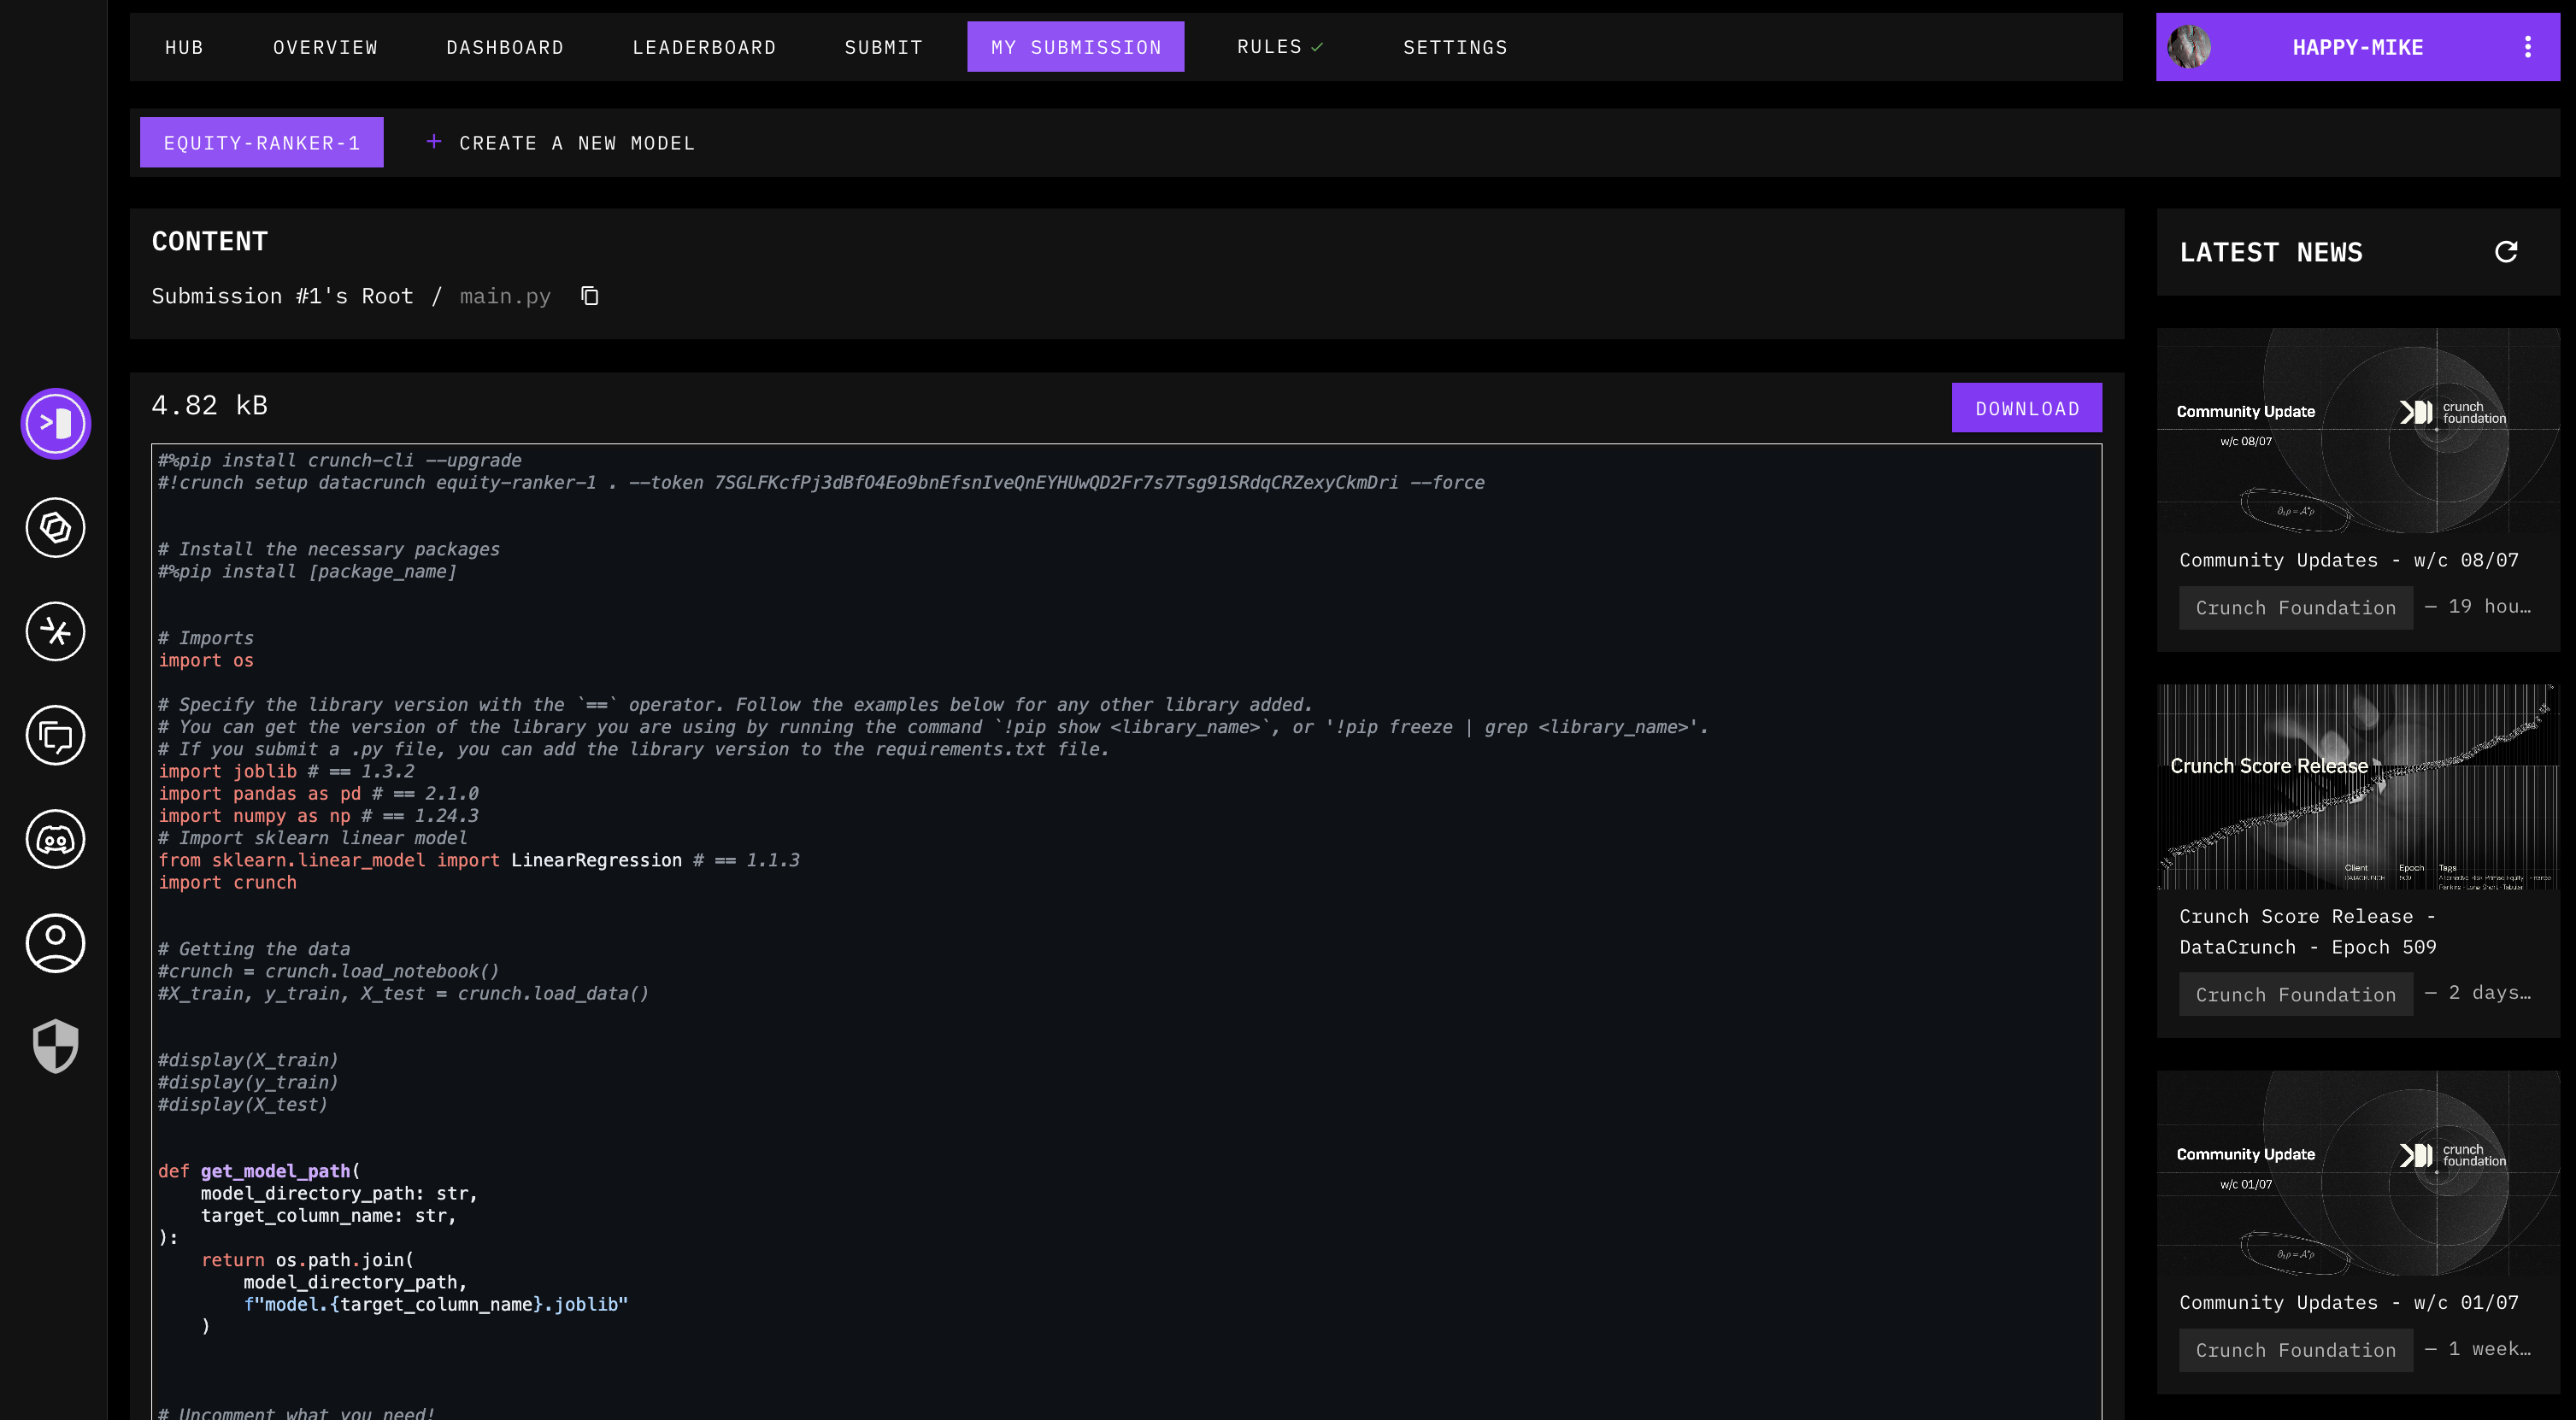 HUB OVERVIEW DASHBOARD LEADERBOARD SUBMIT MY SUBMISSION RULES SETTINGS
HAPPY-MIKE
EQUITY-RANKER-1 + CREATE A NEW MODEL
CONTENT
Submission #1's Root / main.py
4.82 kB
DOWNLOAD
#%pip install crunch-cli --upgrade
#!crunch setup datacrunch equity-ranker-1 . --token 7SGLFKcfPj3dBfO4Eo9bnEfsnIveQnEYHUwQD2Fr7s7Tsg91SRdqCRZexyCkmDri --force
# Install the necessary packages
#%pip install [package_name]
# Imports
import os
# Specify the library version with the `==` operator. Follow the examples below for any other library added.
# You can get the version of the library you are using by running the command `!pip show <library_name>`, or '!pip freeze | grep <library_name>'.
# If you submit a .py file, you can add the library version to the requirements.txt file.
import joblib # == 1.3.2
import pandas as pd # == 2.1.0
import numpy as np # == 1.24.3
# Import sklearn linear model
from sklearn.linear_model import LinearRegression # == 1.1.3
import crunch
# Getting the data
#crunch = crunch.load_notebook()
#X_train, y_train, X_test = crunch.load_data()
#display(X_train)
#display(y_train)
#display(X_test)
def get_model_path(
    model_directory_path: str,
    target_column_name: str,
):
    return os.path.join(
        model_directory_path,
        f"model.{target_column_name}.joblib"
    )
# Uncomment what you need!
LATEST NEWS
Community Update
w/c 08/07
crunch
foundation
Community Updates - w/c 08/07
Crunch Foundation — 19 hou…
Crunch Score Release
Client Epoch Tags
DATACRUNCH 509
Crunch Score Release -
DataCrunch - Epoch 509
Crunch Foundation — 2 days…
Community Update
w/c 01/07
crunch
foundation
Community Updates - w/c 01/07
Crunch Foundation — 1 week…